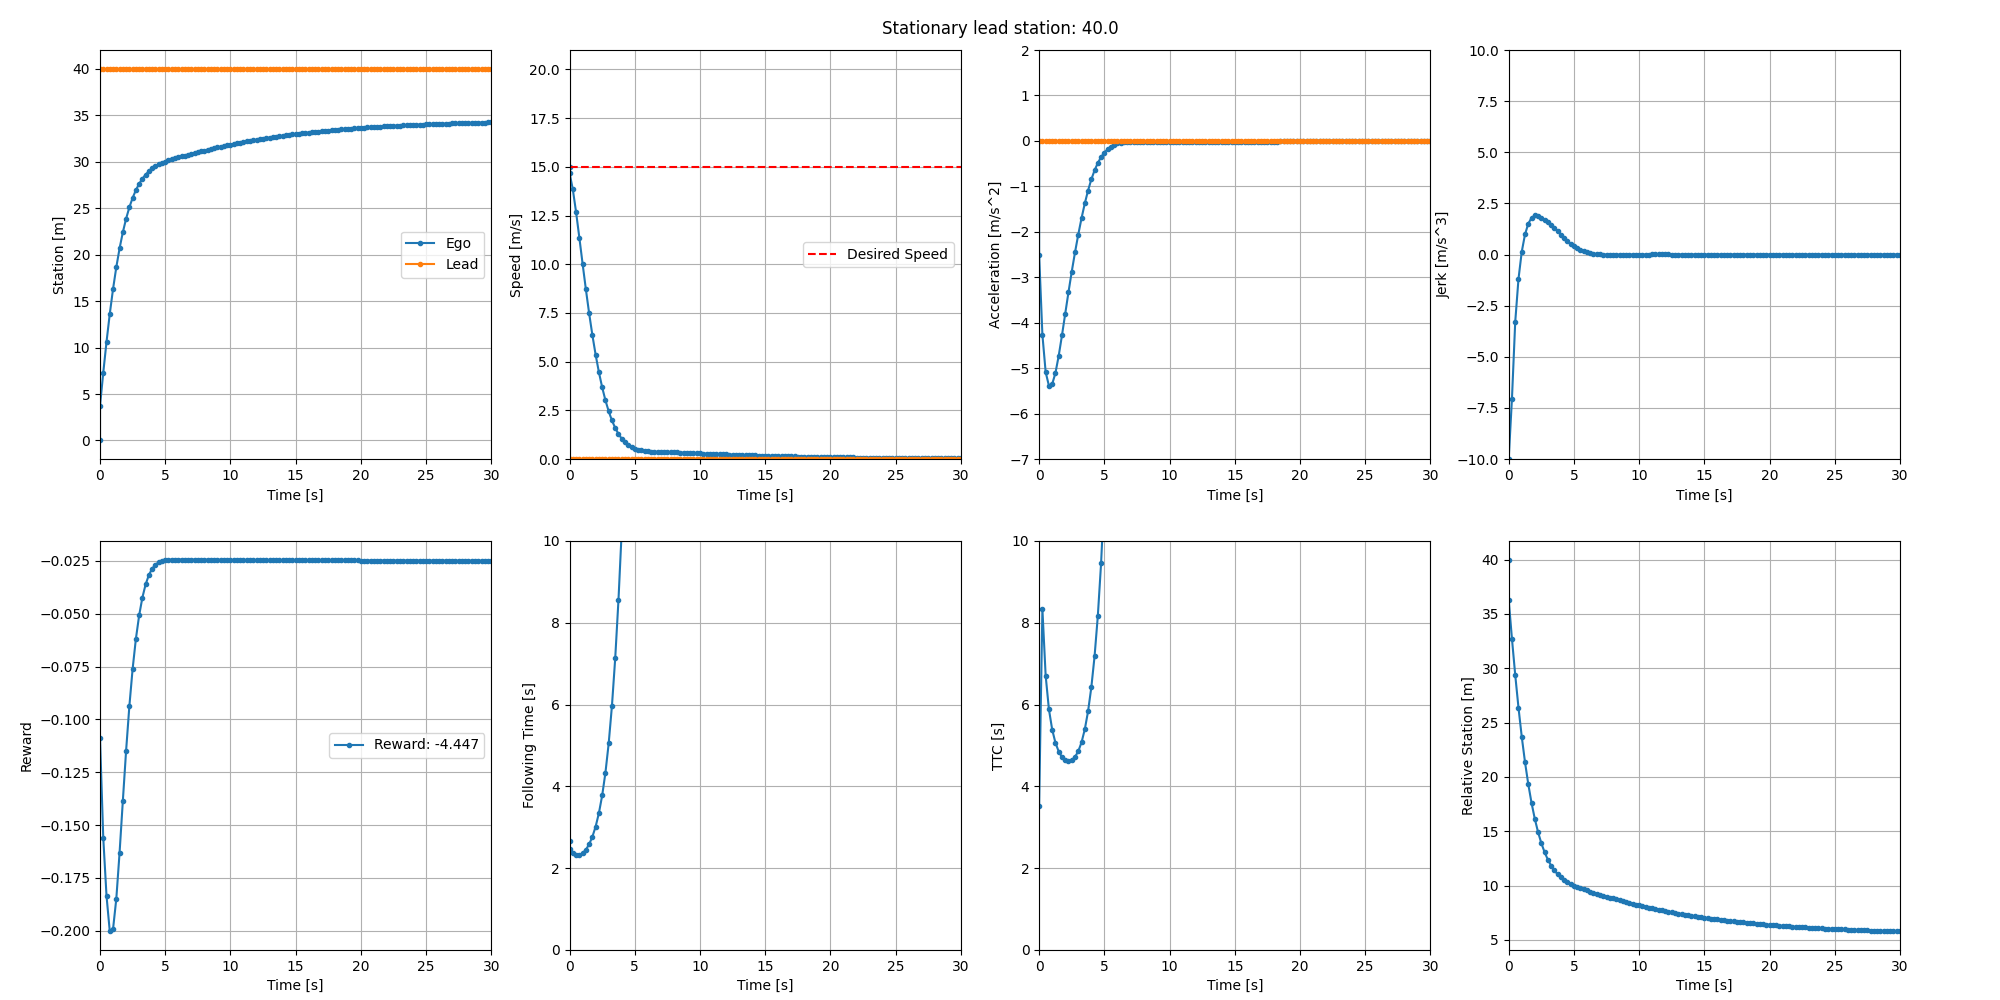 Stationary lead station: 40.0
Station [m]
40
35
30
25
20
15
10
5
0
Ego
Lead
0 5 10 15 20 25 30
Time [s]
Speed [m/s]
20.0
17.5
15.0
12.5
10.0
7.5
5.0
2.5
0.0
Desired Speed
0 5 10 15 20 25 30
Time [s]
Acceleration [m/s^2]
2
1
0
−1
−2
−3
−4
−5
−6
−7
0 5 10 15 20 25 30
Time [s]
Jerk [m/s^3]
10.0
7.5
5.0
2.5
0.0
−2.5
−5.0
−7.5
−10.0
0 5 10 15 20 25 30
Time [s]
Reward
−0.025
−0.050
−0.075
−0.100
−0.125
−0.150
−0.175
−0.200
Reward: -4.447
0 5 10 15 20 25 30
Time [s]
Following Time [s]
10
8
6
4
2
0
0 5 10 15 20 25 30
Time [s]
TTC [s]
10
8
6
4
2
0
0 5 10 15 20 25 30
Time [s]
Relative Station [m]
40
35
30
25
20
15
10
5
0 5 10 15 20 25 30
Time [s]